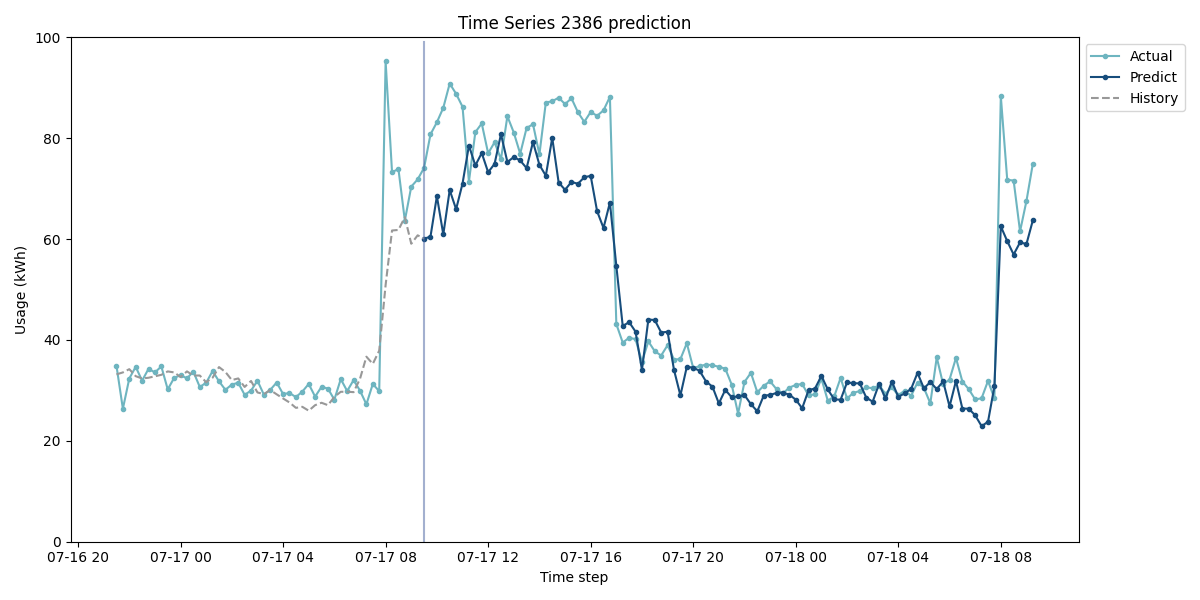 Time Series 2386 prediction
100
80
60
40
20
0
Usage (kWh)
07-16 20
07-17 00
07-17 04
07-17 08
07-17 12
07-17 16
07-17 20
07-18 00
07-18 04
07-18 08
Time step
Actual
Predict
History